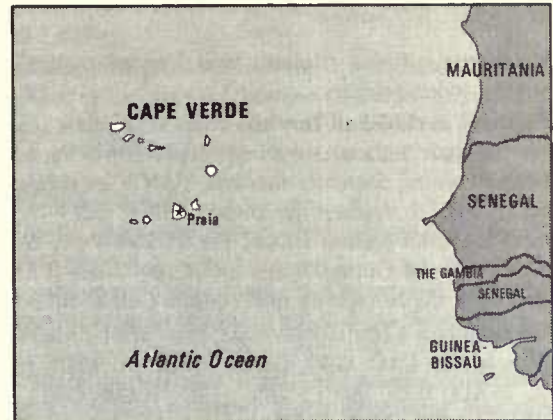 MAURITANIA
CAPE VERDE
SENEGAL
Praia
THE GAMBIA
SENEGAL
GUINEA-
BISSAU
Atlantic Ocean